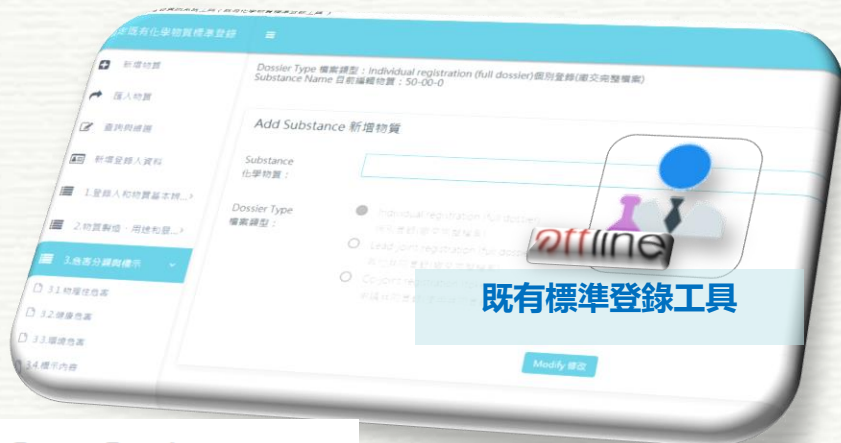 定既有化學物質標準登錄
新增物質
匯入物質
查詢與維護
新增登錄人資料
1.登錄人和物質基本辨...
2.物質製造、用途和暴...
3.危害分類與標示
3.1.物理性危害
3.2.健康危害
3.3.環境危害
3.4.標示內容
Dossier Type 檔案類型：Individual registration (full dossier)個別登錄(繳交完整檔案)
Substance Name 目前編輯物質：50-00-0
Add Substance 新增物質
Substance
化學物質：
Dossier Type
檔案類型：
Individual registration (full dossier)
Lead joint registration (full dossier)
Co-joint registration
Modify 修改
offline
既有標準登錄工具